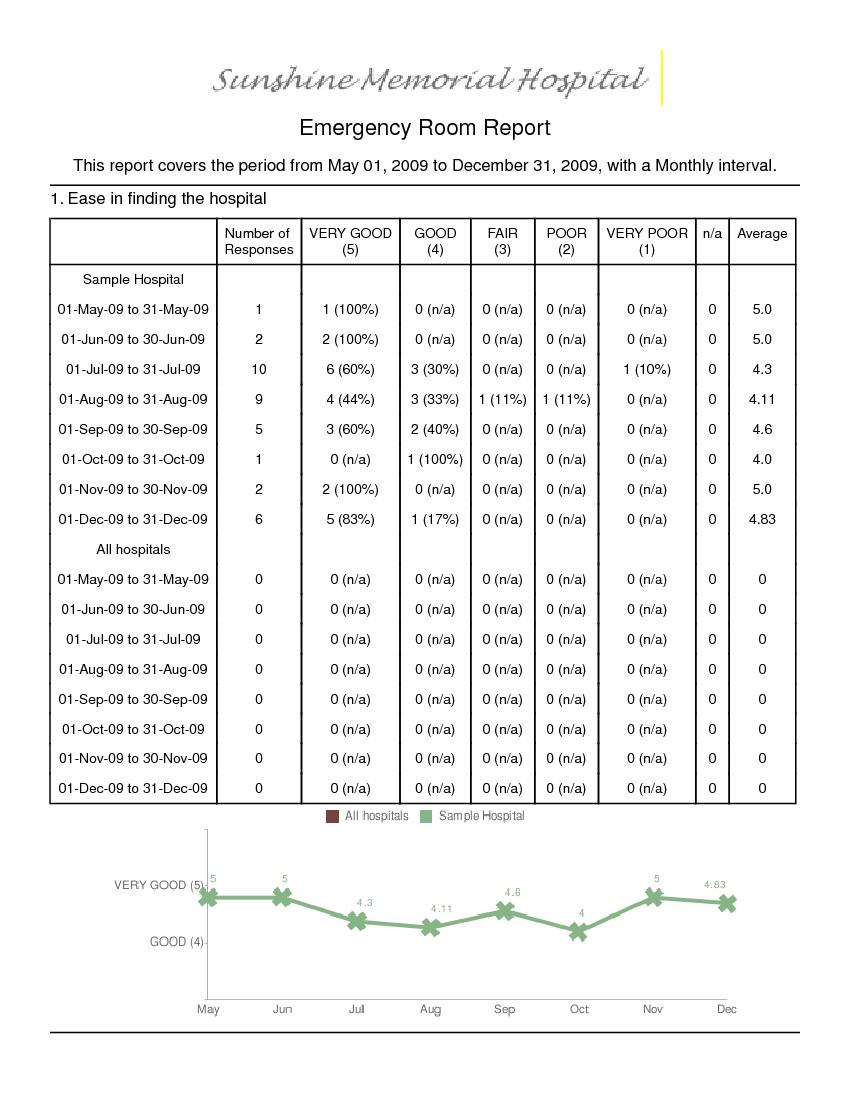 Sunshine Memorial Hospital
Emergency Room Report
This report covers the period from May 01, 2009 to December 31, 2009, with a Monthly interval.
1. Ease in finding the hospital
Number of Responses VERY GOOD (5) GOOD (4) FAIR (3) POOR (2) VERY POOR (1) n/a Average
Sample Hospital
01-May-09 to 31-May-09 1 1 (100%) 0 (n/a) 0 (n/a) 0 (n/a) 0 (n/a) 0 5.0
01-Jun-09 to 30-Jun-09 2 2 (100%) 0 (n/a) 0 (n/a) 0 (n/a) 0 (n/a) 0 5.0
01-Jul-09 to 31-Jul-09 10 6 (60%) 3 (30%) 0 (n/a) 0 (n/a) 1 (10%) 0 4.3
01-Aug-09 to 31-Aug-09 9 4 (44%) 3 (33%) 1 (11%) 1 (11%) 0 (n/a) 0 4.11
01-Sep-09 to 30-Sep-09 5 3 (60%) 2 (40%) 0 (n/a) 0 (n/a) 0 (n/a) 0 4.6
01-Oct-09 to 31-Oct-09 1 0 (n/a) 1 (100%) 0 (n/a) 0 (n/a) 0 (n/a) 0 4.0
01-Nov-09 to 30-Nov-09 2 2 (100%) 0 (n/a) 0 (n/a) 0 (n/a) 0 (n/a) 0 5.0
01-Dec-09 to 31-Dec-09 6 5 (83%) 1 (17%) 0 (n/a) 0 (n/a) 0 (n/a) 0 4.83
All hospitals
01-May-09 to 31-May-09 0 0 (n/a) 0 (n/a) 0 (n/a) 0 (n/a) 0 (n/a) 0 0
01-Jun-09 to 30-Jun-09 0 0 (n/a) 0 (n/a) 0 (n/a) 0 (n/a) 0 (n/a) 0 0
01-Jul-09 to 31-Jul-09 0 0 (n/a) 0 (n/a) 0 (n/a) 0 (n/a) 0 (n/a) 0 0
01-Aug-09 to 31-Aug-09 0 0 (n/a) 0 (n/a) 0 (n/a) 0 (n/a) 0 (n/a) 0 0
01-Sep-09 to 30-Sep-09 0 0 (n/a) 0 (n/a) 0 (n/a) 0 (n/a) 0 (n/a) 0 0
01-Oct-09 to 31-Oct-09 0 0 (n/a) 0 (n/a) 0 (n/a) 0 (n/a) 0 (n/a) 0 0
01-Nov-09 to 30-Nov-09 0 0 (n/a) 0 (n/a) 0 (n/a) 0 (n/a) 0 (n/a) 0 0
01-Dec-09 to 31-Dec-09 0 0 (n/a) 0 (n/a) 0 (n/a) 0 (n/a) 0 (n/a) 0 0
All hospitals Sample Hospital
VERY GOOD (5) 5 5 4.3 4.11 4.6 4 5 4.83
GOOD (4)
May Jun Jul Aug Sep Oct Nov Dec